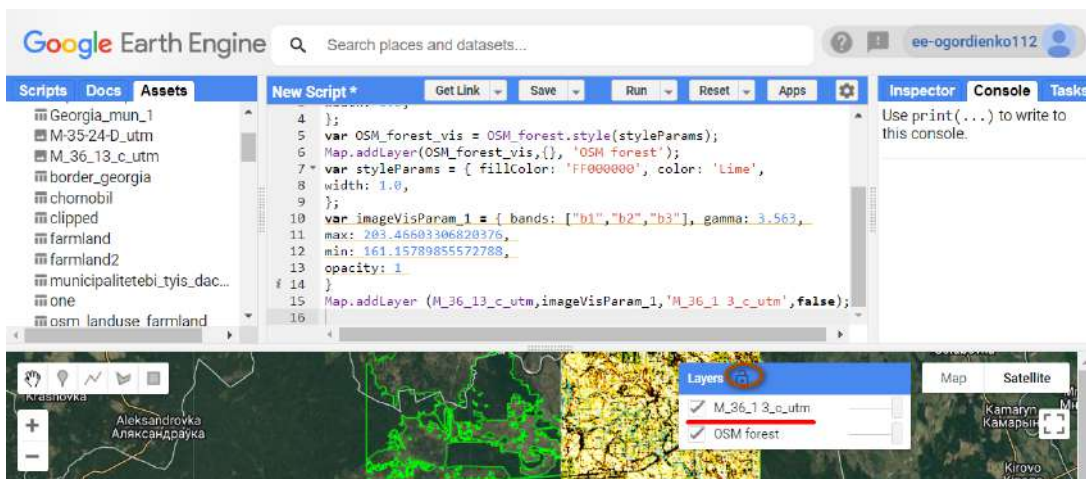 Google Earth Engine
Search places and datasets...
ee-ogordienko112
Scripts Docs Assets
Georgia_mun_1
M-35-24-D_utm
M_36_13_c_utm
border_georgia
chornobil
clipped
farmland
farmland2
municipalitetebi_tyis_dac...
one
osm_landuse_farmland
New Script *
Get Link Save Run Reset Apps
4 };
5 var OSM_forest_vis = OSM_forest.style(styleParams);
6 Map.addLayer(OSM_forest_vis,{}, 'OSM forest');
7 var styleParams = { fillColor: 'FF000000', color: 'Lime',
8 width: 1.0,
9 };
10 var imageVisParam_1 = { bands: ["b1","b2","b3"], gamma: 3.563,
11 max: 203.46603306820376,
12 min: 161.15789855572788,
13 opacity: 1
i 14 }
15 Map.addLayer (M_36_13_c_utm,imageVisParam_1,'M_36_1 3_c_utm',false);
16
Inspector Console Tasks
Use print(...) to write to
this console.
Krasnovka
Aleksandrovka
Аляксандраўка
+
−
Layers
M_36_1 3_c_utm
OSM forest
Map Satellite
Kamaryn
Камарын
Kirovo